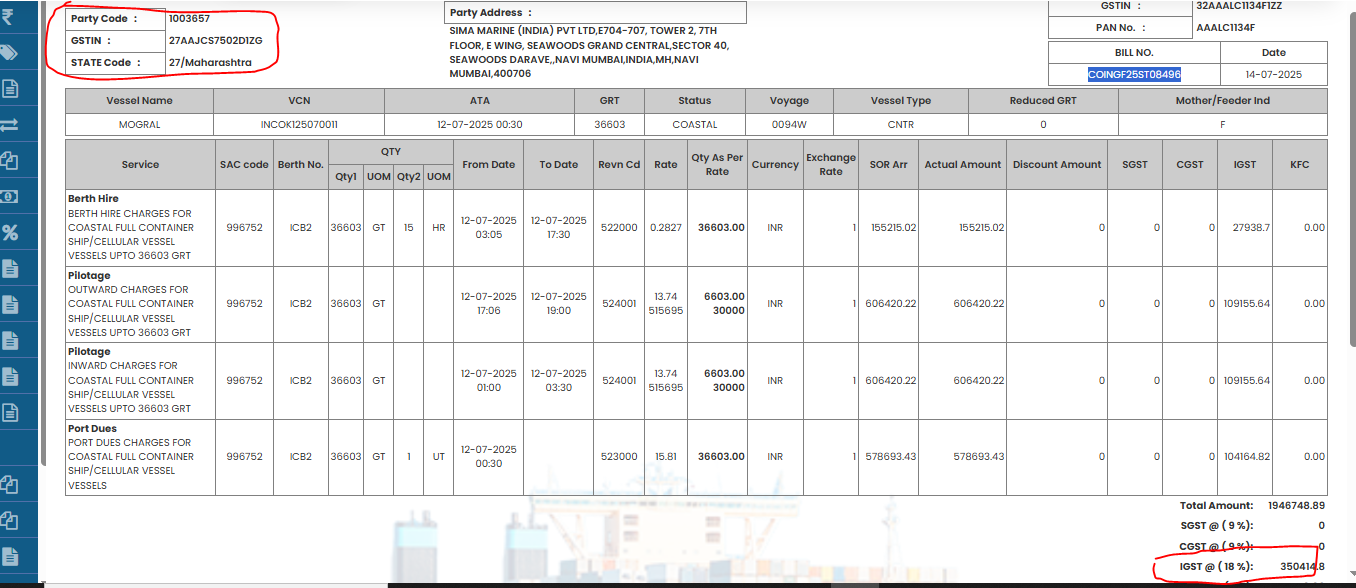 GSTIN : 32AAALC1134F1ZZ
Party Code : 1003657
Party Address :
PAN No. : AAALC1134F
GSTIN : 27AAJCS7502D1ZG
SIMA MARINE (INDIA) PVT LTD,E704-707, TOWER 2, 7TH
FLOOR, E WING, SEAWOODS GRAND CENTRAL,SECTOR 40,
SEAWOODS DARAVE,,NAVI MUMBAI,INDIA,MH,NAVI
MUMBAI,400706
STATE Code : 27/Maharashtra
BILL NO. Date
COINGF25ST08496 14-07-2025
Vessel Name VCN ATA GRT Status Voyage Vessel Type Reduced GRT Mother/Feeder Ind
MOGRAL INCOK125070011 12-07-2025 00:30 36603 COASTAL 0094W CNTR 0 F
Service SAC code Berth No. QTY From Date To Date Revn Cd Rate Qty As Per Rate Currency Exchange Rate SOR Arr Actual Amount Discount Amount SGST CGST IGST KFC
Qty1 UOM Qty2 UOM
Berth Hire
BERTH HIRE CHARGES FOR
COASTAL FULL CONTAINER
SHIP/CELLULAR VESSEL
VESSELS UPTO 36603 GRT
996752 ICB2 36603 GT 15 HR 12-07-2025 03:05 12-07-2025 17:30 522000 0.2827 36603.00 INR 1 155215.02 155215.02 0 0 0 27938.7 0.00
Pilotage
OUTWARD CHARGES FOR
COASTAL FULL CONTAINER
SHIP/CELLULAR VESSEL
VESSELS UPTO 36603 GRT
996752 ICB2 36603 GT 12-07-2025 17:06 12-07-2025 19:00 524001 13.74 515695 6603.00 30000 INR 1 606420.22 606420.22 0 0 0 109155.64 0.00
Pilotage
INWARD CHARGES FOR
COASTAL FULL CONTAINER
SHIP/CELLULAR VESSEL
VESSELS UPTO 36603 GRT
996752 ICB2 36603 GT 12-07-2025 01:00 12-07-2025 03:30 524001 13.74 515695 6603.00 30000 INR 1 606420.22 606420.22 0 0 0 109155.64 0.00
Port Dues
PORT DUES CHARGES FOR
COASTAL FULL CONTAINER
SHIP/CELLULAR VESSEL
VESSELS
996752 ICB2 36603 GT 1 UT 12-07-2025 00:30 523000 15.81 36603.00 INR 1 578693.43 578693.43 0 0 0 104164.82 0.00
Total Amount: 1946748.89
SGST @ ( 9 %): 0
CGST @ ( 9 %): 0
IGST @ ( 18 %): 350414.8